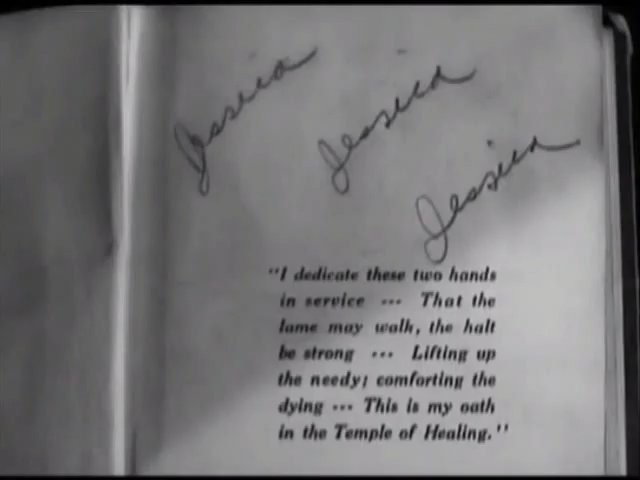 Jessica
Jessica
Jessica
"I dedicate these two hands
in service --- That the
lame may walk, the halt
be strong --- Lifting up
the needy; comforting the
dying --- This is my oath
in the Temple of Healing."